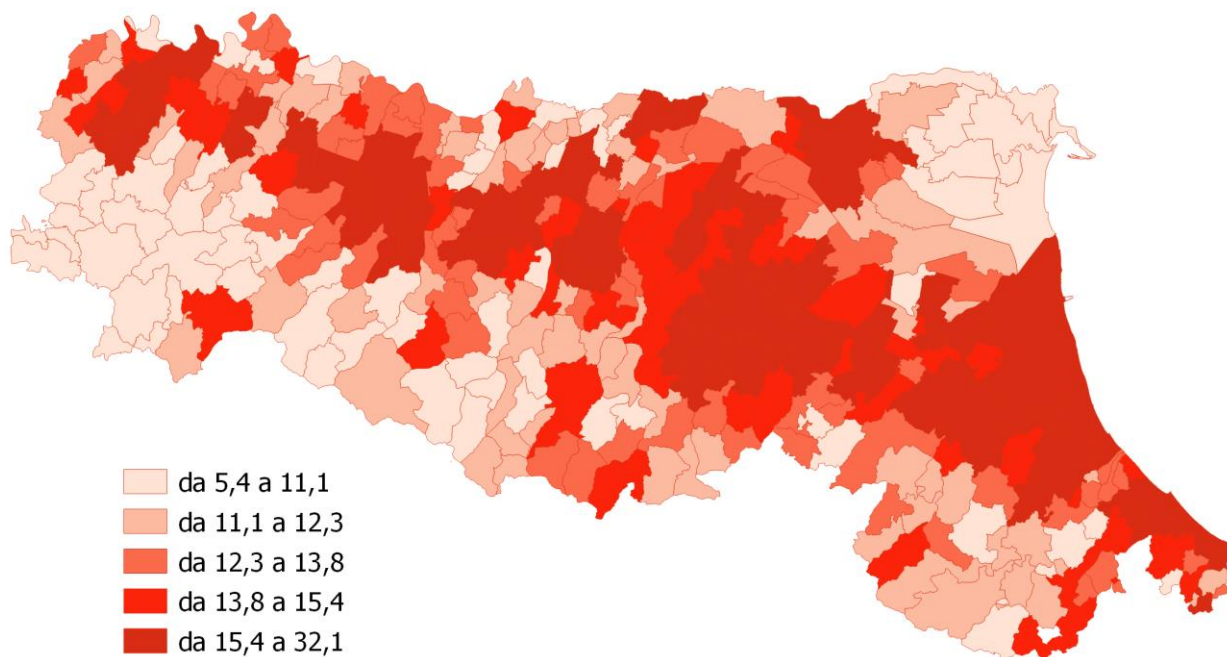 da 5,4 a 11,1
da 11,1 a 12,3
da 12,3 a 13,8
da 13,8 a 15,4
da 15,4 a 32,1